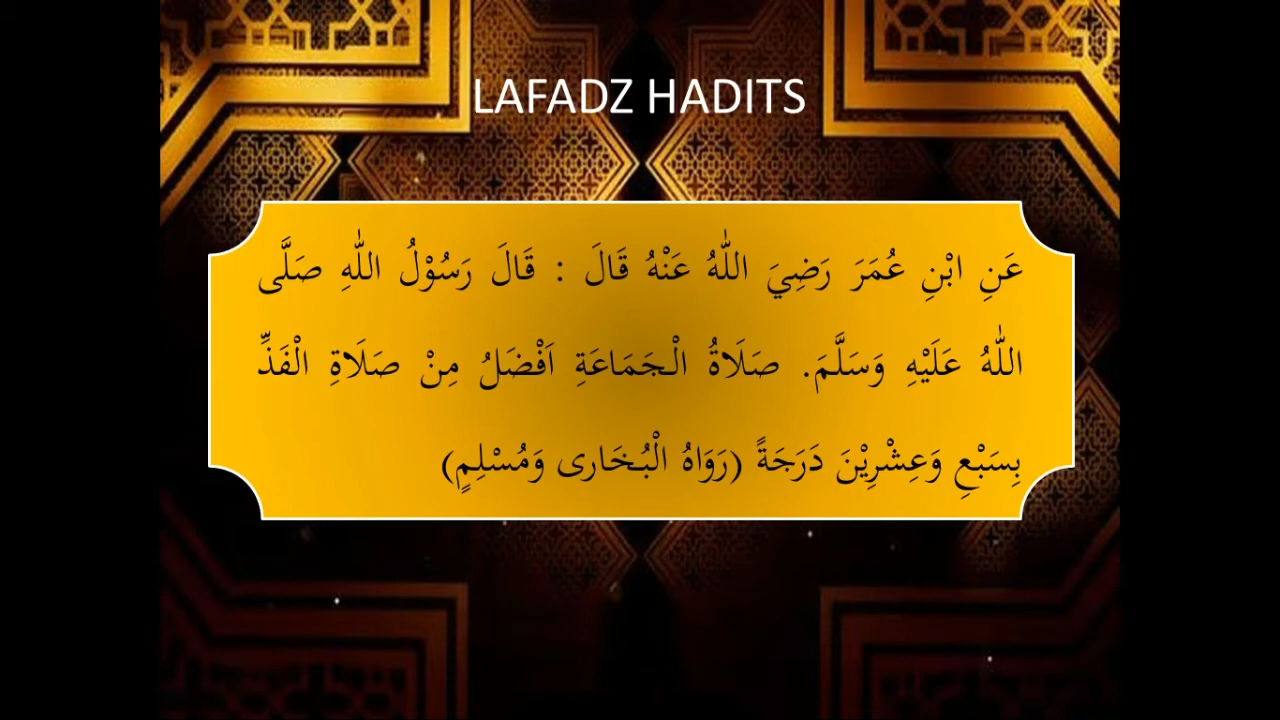 LAFADZ HADITS
عَنِ ابْنِ عُمَرَ رَضِيَ اللّٰهُ عَنْهُ قَالَ : قَالَ رَسُوْلُ اللّٰهِ صَلَّى
اللّٰهُ عَلَيْهِ وَسَلَّمَ. صَلَاةُ الْجَمَاعَةِ اَفْضَلُ مِنْ صَلَاةِ الْفَذِّ
بِسَبْعِ وَعِشْرِيْنَ دَرَجَةً (رَوَاهُ الْبُخَارى وَمُسْلِمٍ)